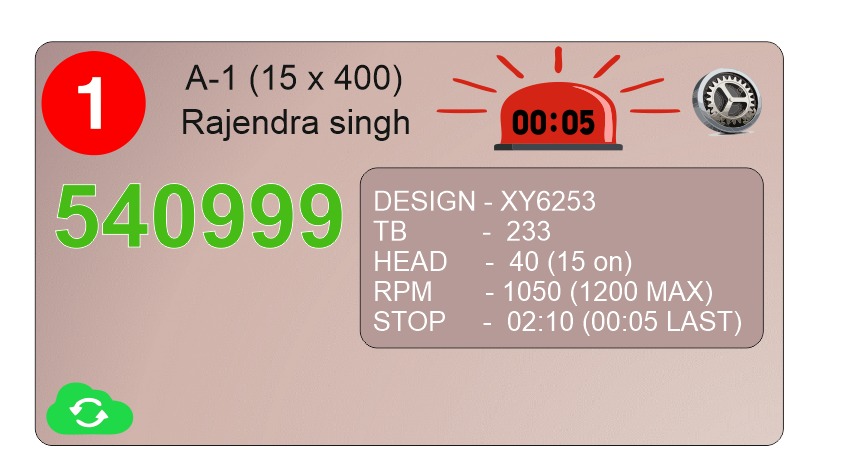 1
A-1 (15 x 400)
Rajendra singh
00:05
540999
DESIGN - XY6253
TB - 233
HEAD - 40 (15 on)
RPM - 1050 (1200 MAX)
STOP - 02:10 (00:05 LAST)